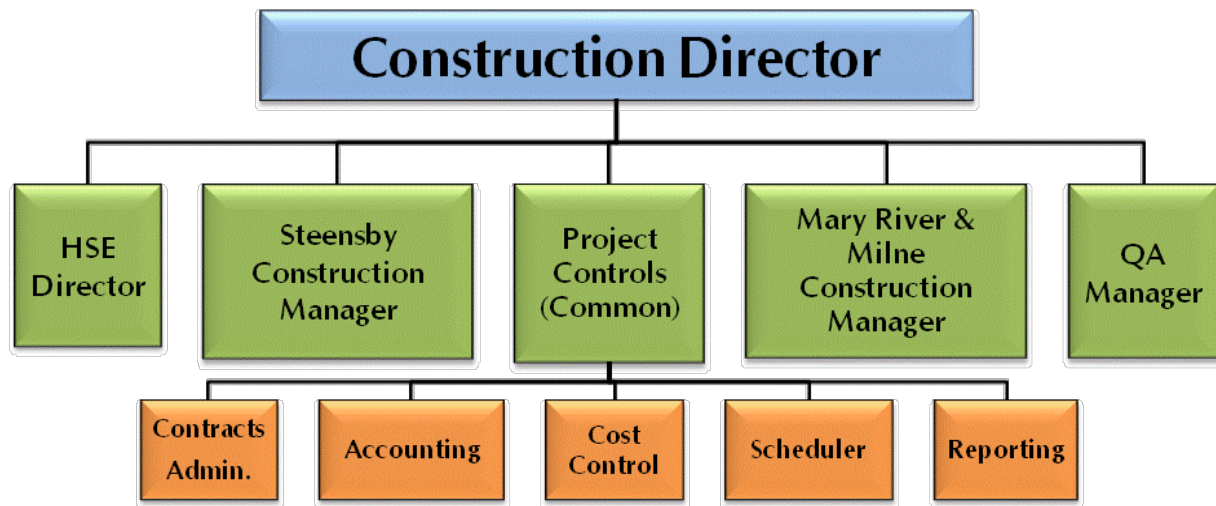 Construction Director
HSE
Director
Steensby
Construction
Manager
Project
Controls
(Common)
Mary River &
Milne
Construction
Manager
QA
Manager
Contracts
Admin.
Accounting
Cost
Control
Scheduler
Reporting